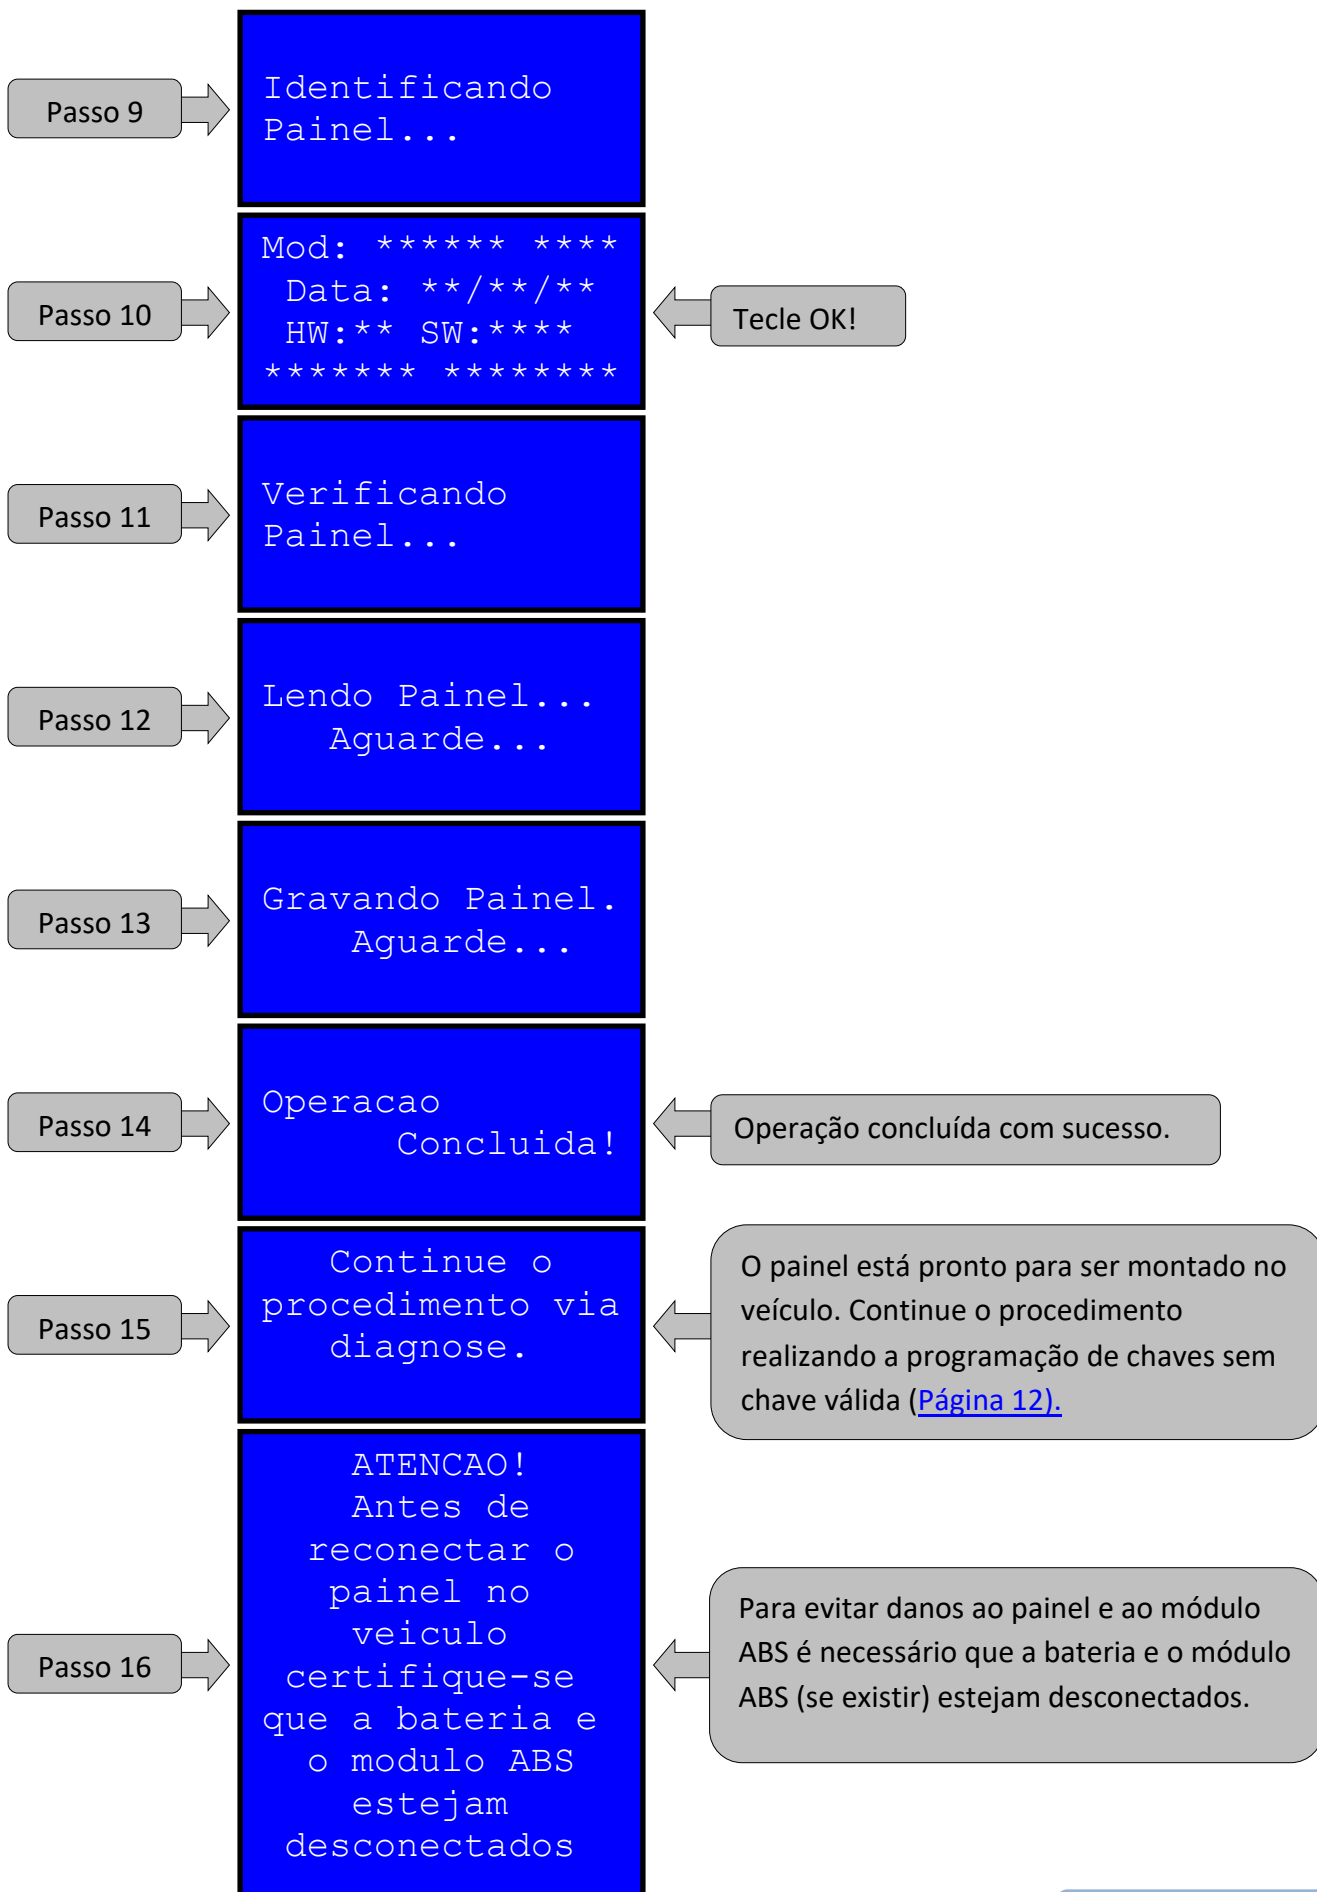 Passo 9
Identificando
Painel...
Passo 10
Mod: ****** ****
Data: **/**/**
HW:** SW:****
******* ********
Tecle OK!
Passo 11
Verificando
Painel...
Passo 12
Lendo Painel...
Aguarde...
Passo 13
Gravando Painel.
Aguarde...
Passo 14
Operacao
Concluida!
Operação concluída com sucesso.
Passo 15
Continue o
procedimento via
diagnose.
O painel está pronto para ser montado no
veículo. Continue o procedimento
realizando a programação de chaves sem
chave válida (Página 12).
Passo 16
ATENCAO!
Antes de
reconectar o
painel no
veiculo
certifique-se
que a bateria e
o modulo ABS
estejam
desconectados
Para evitar danos ao painel e ao módulo
ABS é necessário que a bateria e o módulo
ABS (se existir) estejam desconectados.